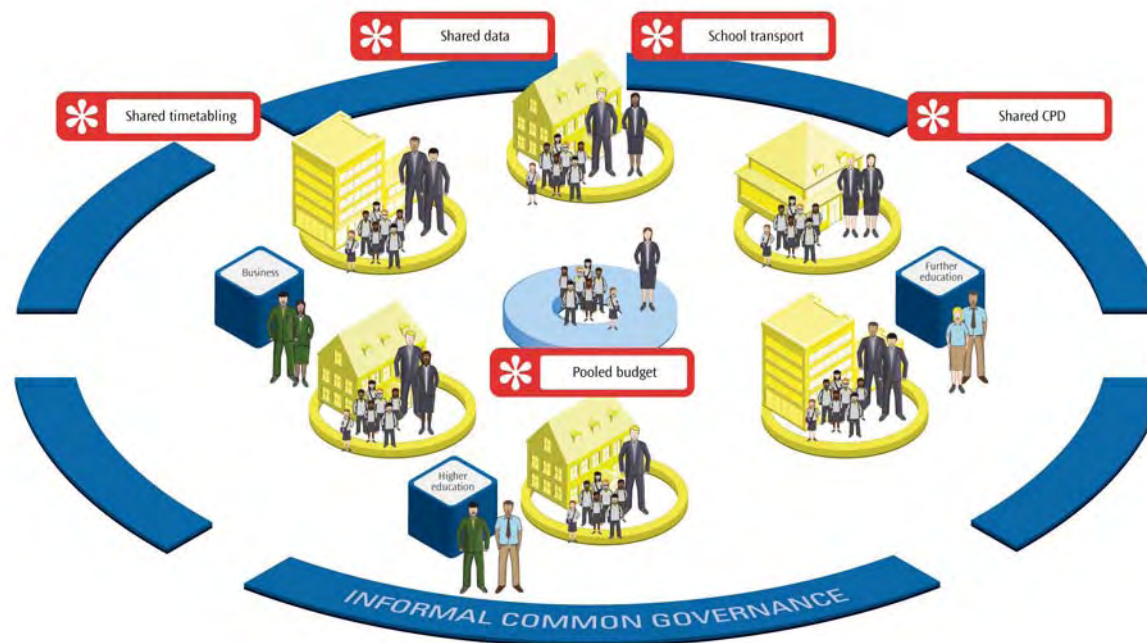 Shared data
School transport
Shared timetabling
Shared CPD
Business
Further
education
Pooled budget
Higher
education
INFORMAL COMMON GOVERNANCE